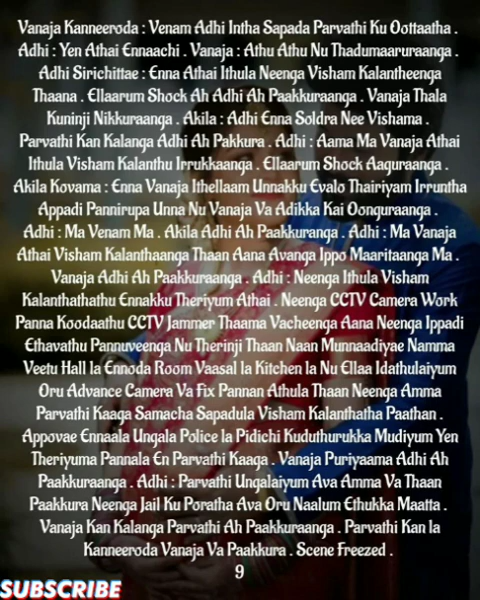 Vanaja Kanneeroda : Venam Adhi Intha Sapada Parvathi Ku Oottaatha .
Adhi : Yen Athai Ennaachi . Vanaja : Athu Athu Nu Thadumaaruraanga .
Adhi Sirichittae : Enna Athai Ithula Neenga Visham Kalantheenga
Thaana . Ellaarum Shock Ah Adhi Ah Paakkuraanga . Vanaja Thala
Kuninji Nikkuraanga . Akila : Adhi Enna Soldra Nee Vishama .
Parvathi Kan Kalanga Adhi Ah Pakkura . Adhi : Aama Ma Vanaja Athai
Ithula Visham Kalanthu Irrukkaanga . Ellaarum Shock Aaguraanga .
Akila Kovama : Enna Vanaja Ithellaam Unnakku Evalo Thairiyam Irruntha
Appadi Pannirupa Unna Nu Vanaja Va Adikka Kai Oonguraanga .
Adhi : Ma Venam Ma . Akila Adhi Ah Paakkuranga . Adhi : Ma Vanaja
Athai Visham Kalanthaanga Thaan Aana Avanga Ippo Maaritaanga Ma .
Vanaja Adhi Ah Paakkuraanga . Adhi : Neenga Ithula Visham
Kalanthathathu Ennakku Theriyum Athai . Neenga CCTV Camera Work
Panna Koodaathu CCTV Jammer Thaama Vacheenga Aana Neenga Ippadi
Ethavathu Pannuveenga Nu Therinji Thaan Naan Munnaadiyae Namma
Veetu Hall la Ennoda Room Vaasal la Kitchen la Nu Ellaa Idathulaiyum
Oru Advance Camera Va Fix Pannan Athula Thaan Neenga Amma
Parvathi Kaaga Samacha Sapadula Visham Kalanthatha Paathan .
Appovae Ennaala Ungala Police la Pidichi Kuduthurukka Mudiyum Yen
Theriyuma Pannala En Parvathi Kaaga . Vanaja Puriyaama Adhi Ah
Paakkuraanga . Adhi : Parvathi Ungalaiyum Ava Amma Va Thaan
Paakkura Neenga Jail Ku Poratha Ava Oru Naalum Ethukka Maatta .
Vanaja Kan Kalanga Parvathi Ah Paakkuraanga . Parvathi Kan la
Kanneeroda Vanaja Va Paakkura . Scene Freezed .
9
SUBSCRIBE